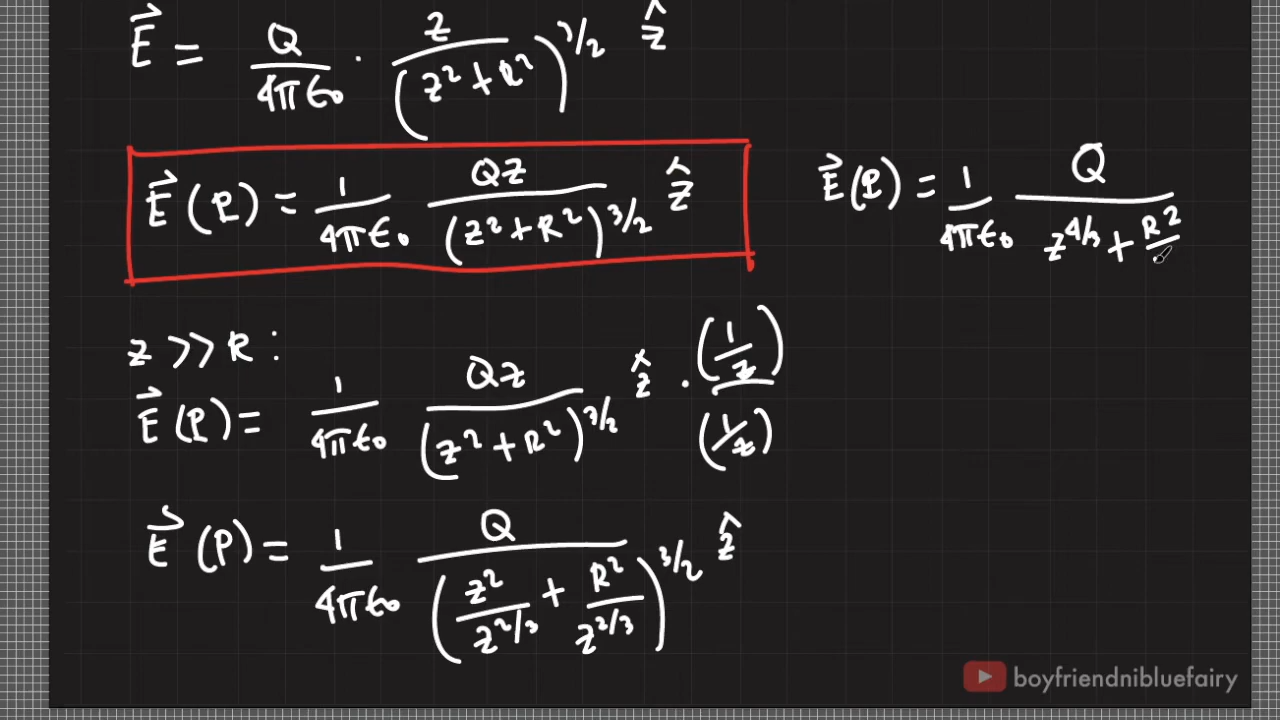 E⃗ = Q/4πϵ₀ · z/(z² + R²)^3/2 ẑ
E⃗(P) = 1/4πϵ₀ Qz/(z² + R²)^3/2 ẑ
z >> R:
E⃗(P) = 1/4πϵ₀ Qz/(z² + R²)^3/2 ẑ · (1/z)/(1/z)
E⃗(P) = 1/4πϵ₀ Q/(z²/z^2/3 + R²/z^2/3)^3/2 ẑ
E⃗(P) = 1/4πϵ₀ Q/z^4/3 + R²/
boyfriendnibluefairy